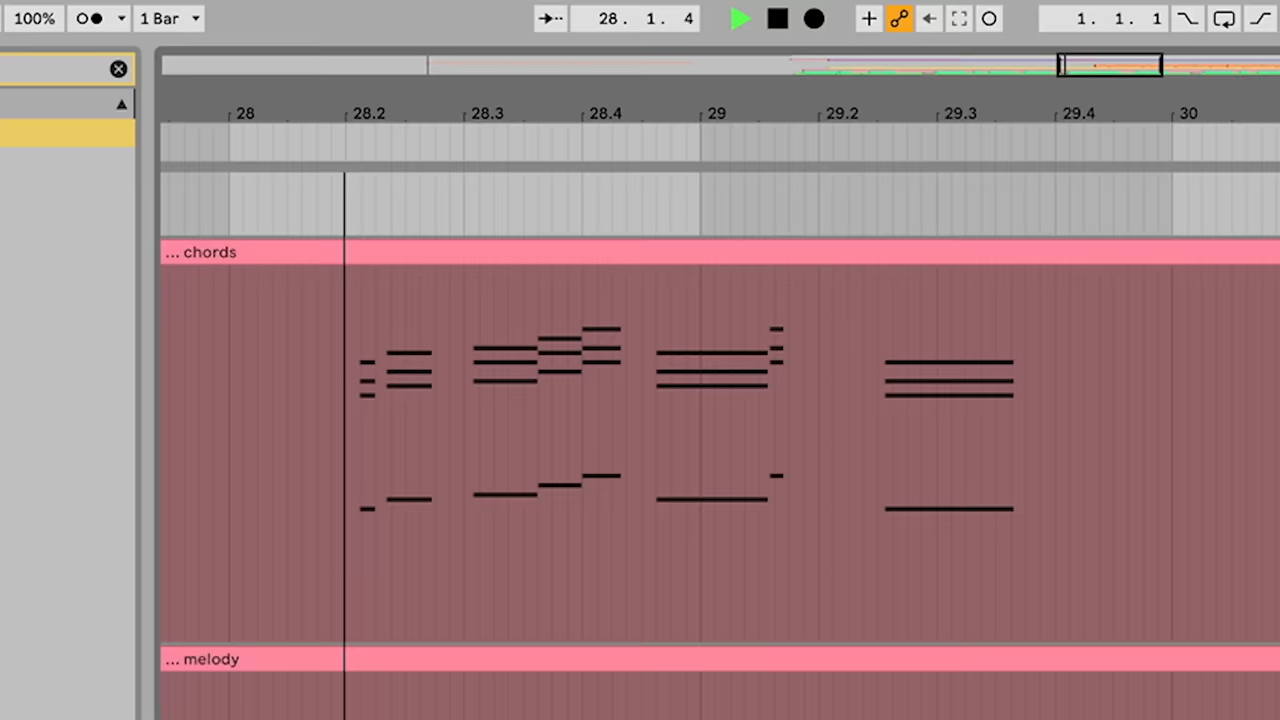 100% 1 Bar 28. 1. 4 1. 1. 1
28 28.2 28.3 28.4 29 29.2 29.3 29.4 30
... chords
... melody